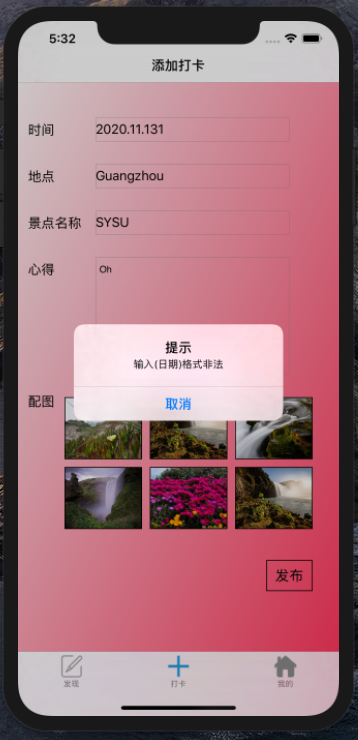 5:32
添加打卡
时间 2020.11.131
地点 Guangzhou
景点名称 SYSU
心得 Oh
提示
输入(日期)格式非法
取消
配图
发布
发现 打卡 我的